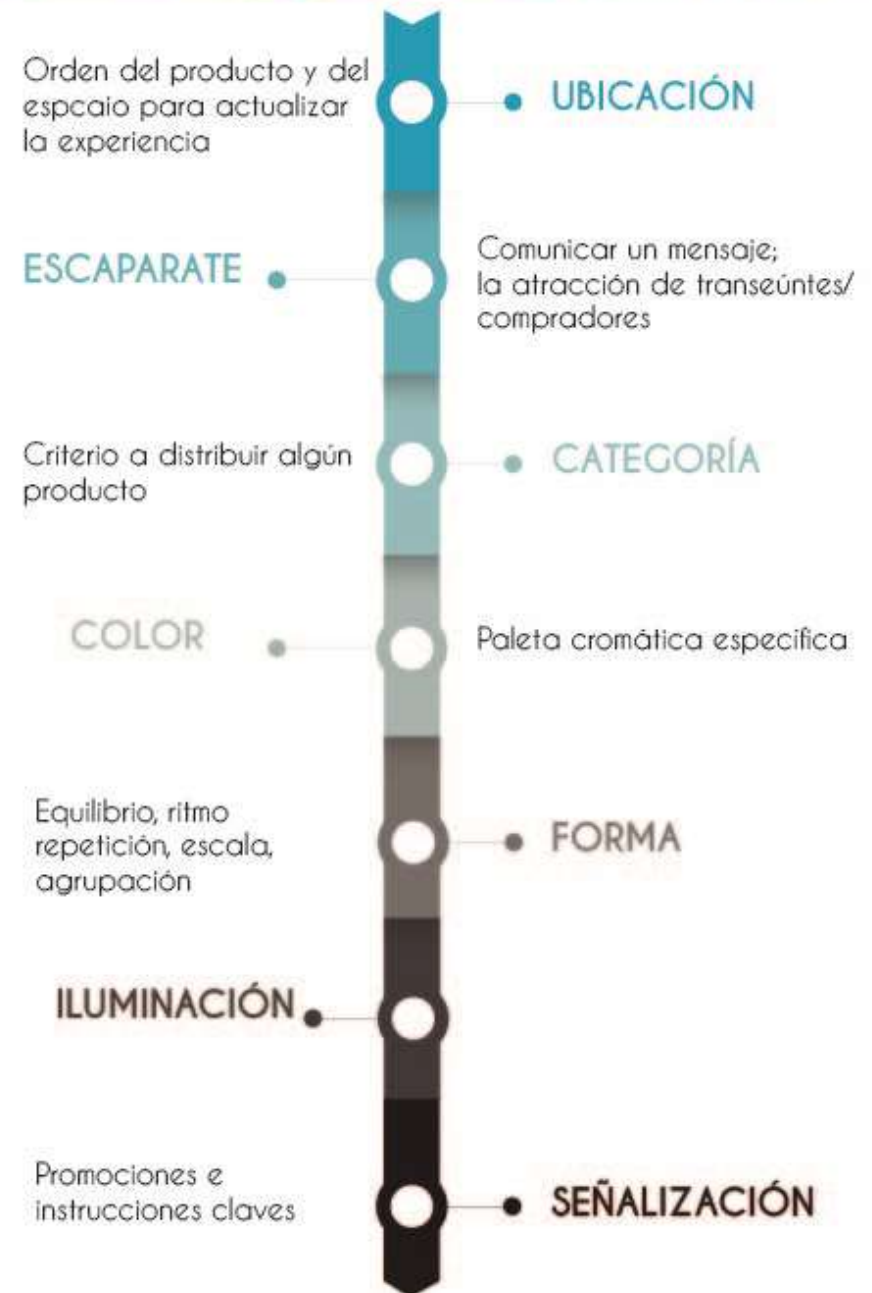 Orden del producto y del
espcaio para actualizar
la experiencia
UBICACIÓN
ESCAPARATE
Comunicar un mensaje;
la atracción de transeúntes/
compradores
Criterio a distribuir algún
producto
CATEGORÍA
COLOR
Paleta cromática especifica
Equilibrio, ritmo
repetición, escala,
agrupación
FORMA
ILUMINACIÓN
Promociones e
instrucciones claves
SEÑALIZACIÓN